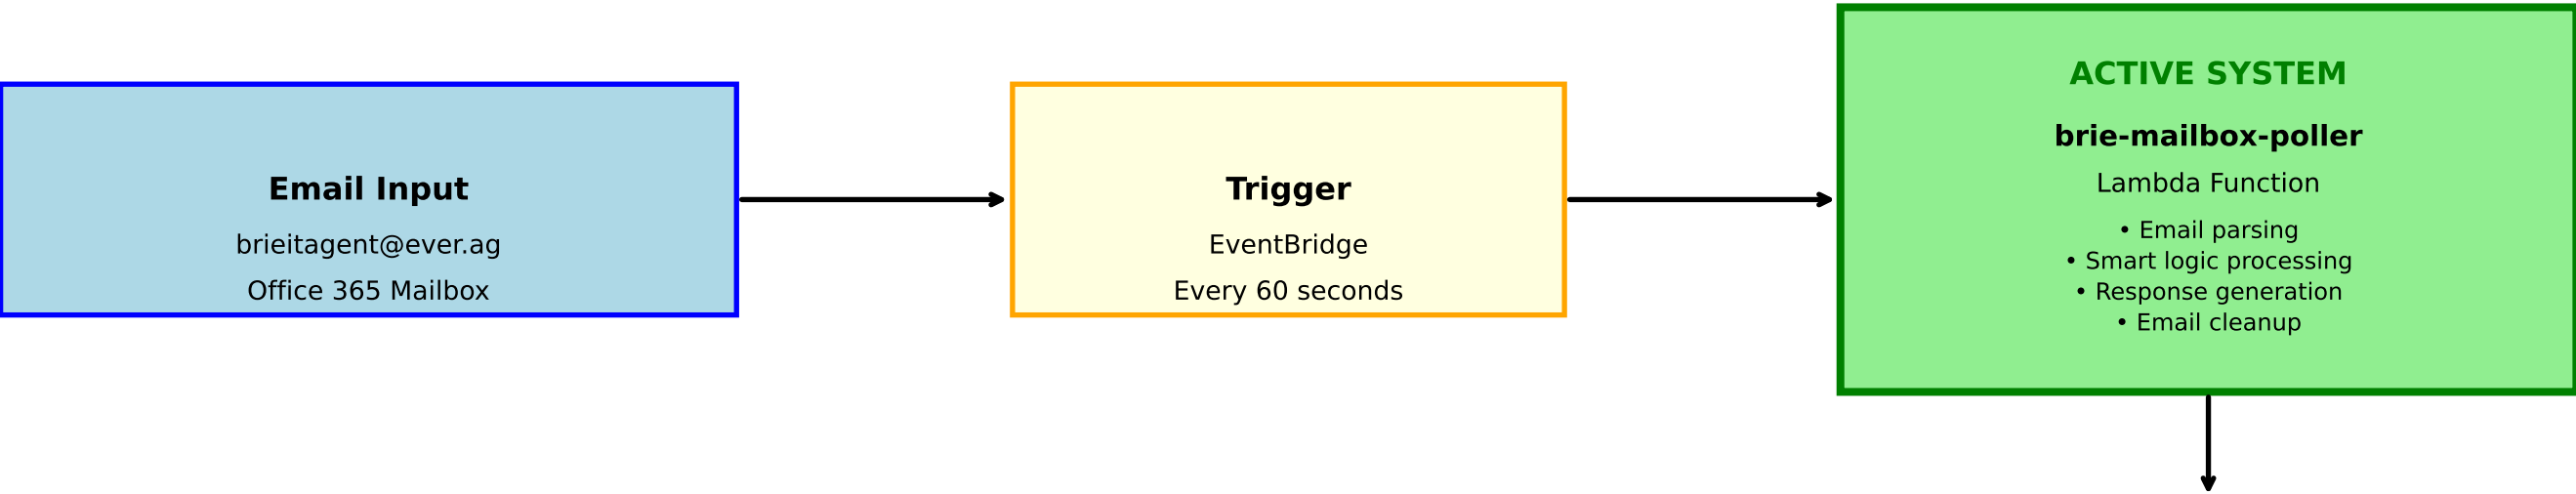 Email Input
brieitagent@ever.ag
Office 365 Mailbox
Trigger
EventBridge
Every 60 seconds
ACTIVE SYSTEM
brie-mailbox-poller
Lambda Function
• Email parsing
• Smart logic processing
• Response generation
• Email cleanup